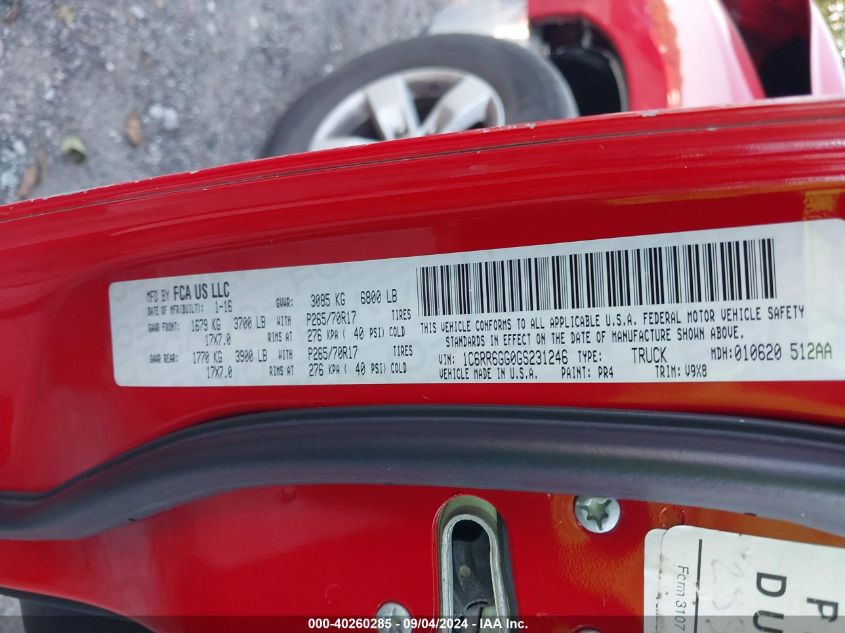 MFD BY FCA US LLC
DATE OF MFR(BUILT): 1-16
GVWR: 3085 KG 6800 LB
GAWR FRONT: 1679 KG 3700 LB WITH P265/70R17 TIRES
17X7.0 RIMS AT 276 KPA ( 40 PSI) COLD
GAWR REAR: 1770 KG 3900 LB WITH P265/70R17 TIRES
17X7.0 RIMS AT 276 KPA ( 40 PSI) COLD
THIS VEHICLE CONFORMS TO ALL APPLICABLE U.S.A. FEDERAL MOTOR VEHICLE SAFETY
STANDARDS IN EFFECT ON THE DATE OF MANUFACTURE SHOWN ABOVE.
VIN: 1C6RR6GG0GS231246 TYPE: TRUCK MDH:010620 512AA
VEHICLE MADE IN U.S.A. PAINT: PR4 TRIM: V9X8
P
DU
Form 3107
000-40260285 - 09/04/2024 - IAA Inc.